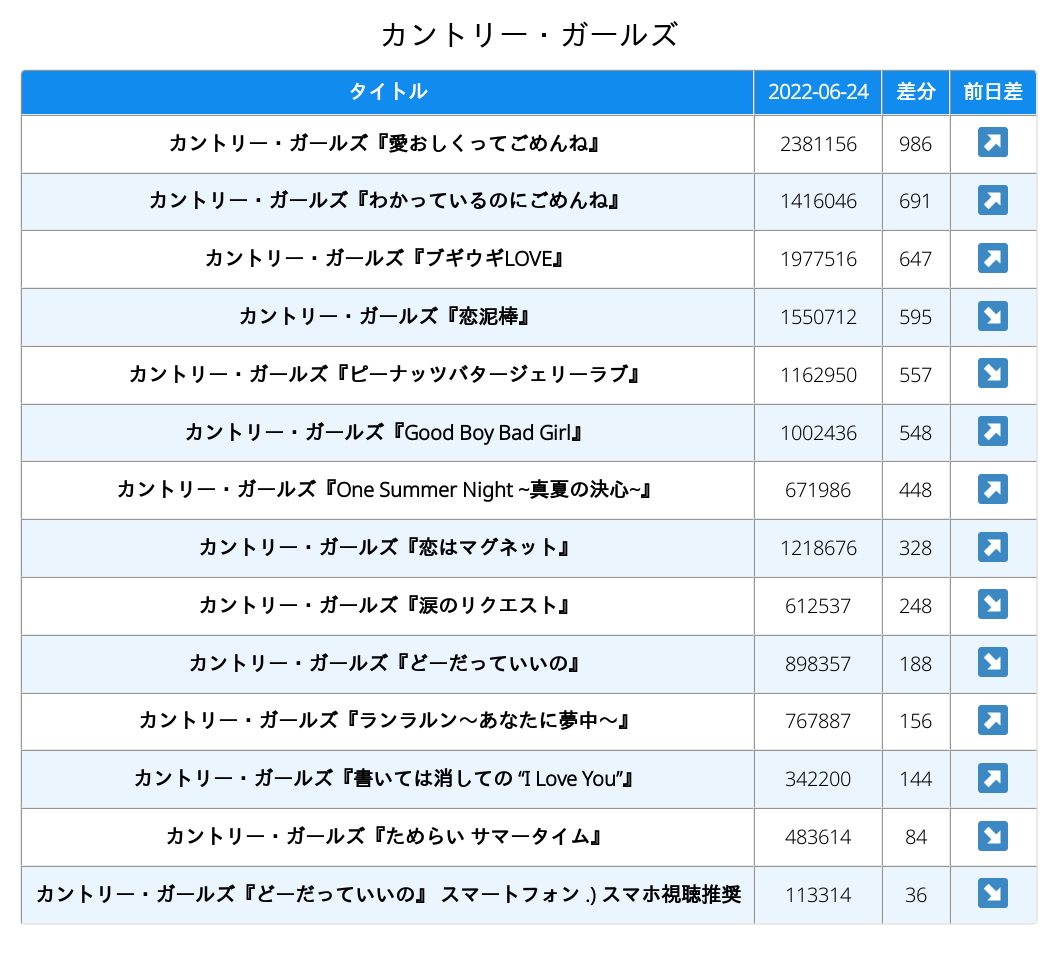 カントリー・ガールズ
タイトル 2022-06-24 差分 前日差
カントリー・ガールズ『愛おしくってごめんね』 2381156 986
カントリー・ガールズ『わかっているのにごめんね』 1416046 691
カントリー・ガールズ『ブギウギLOVE』 1977516 647
カントリー・ガールズ『恋泥棒』 1550712 595
カントリー・ガールズ『ピーナッツバタージェリーラブ』 1162950 557
カントリー・ガールズ『Good Boy Bad Girl』 1002436 548
カントリー・ガールズ『One Summer Night ~真夏の決心~』 671986 448
カントリー・ガールズ『恋はマグネット』 1218676 328
カントリー・ガールズ『涙のリクエスト』 612537 248
カントリー・ガールズ『どーだっていいの』 898357 188
カントリー・ガールズ『ランラルン～あなたに夢中～』 767887 156
カントリー・ガールズ『書いては消しての “I Love You”』 342200 144
カントリー・ガールズ『ためらい サマータイム』 483614 84
カントリー・ガールズ『どーだっていいの』 スマートフォン .) スマホ視聴推奨 113314 36